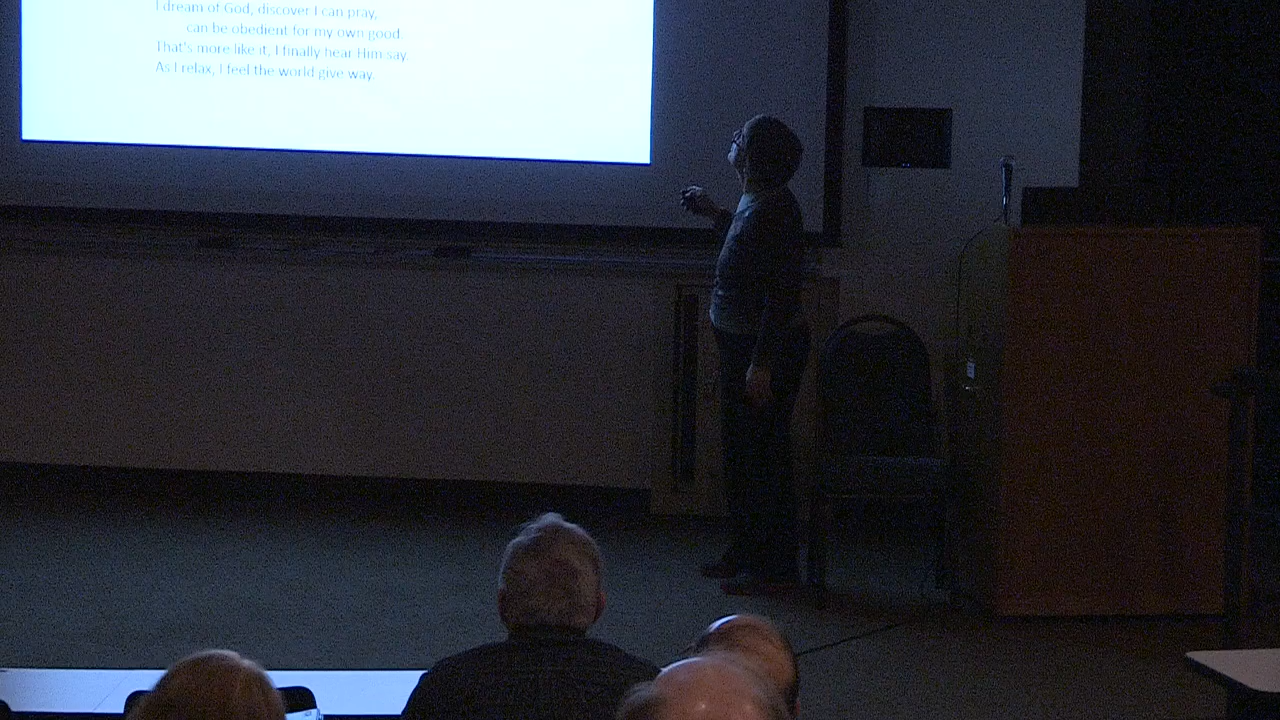 I dream of God, discover I can pray,
can be obedient for my own good.
That's more like it, I finally hear Him say.
As I relax, I feel the world give way.